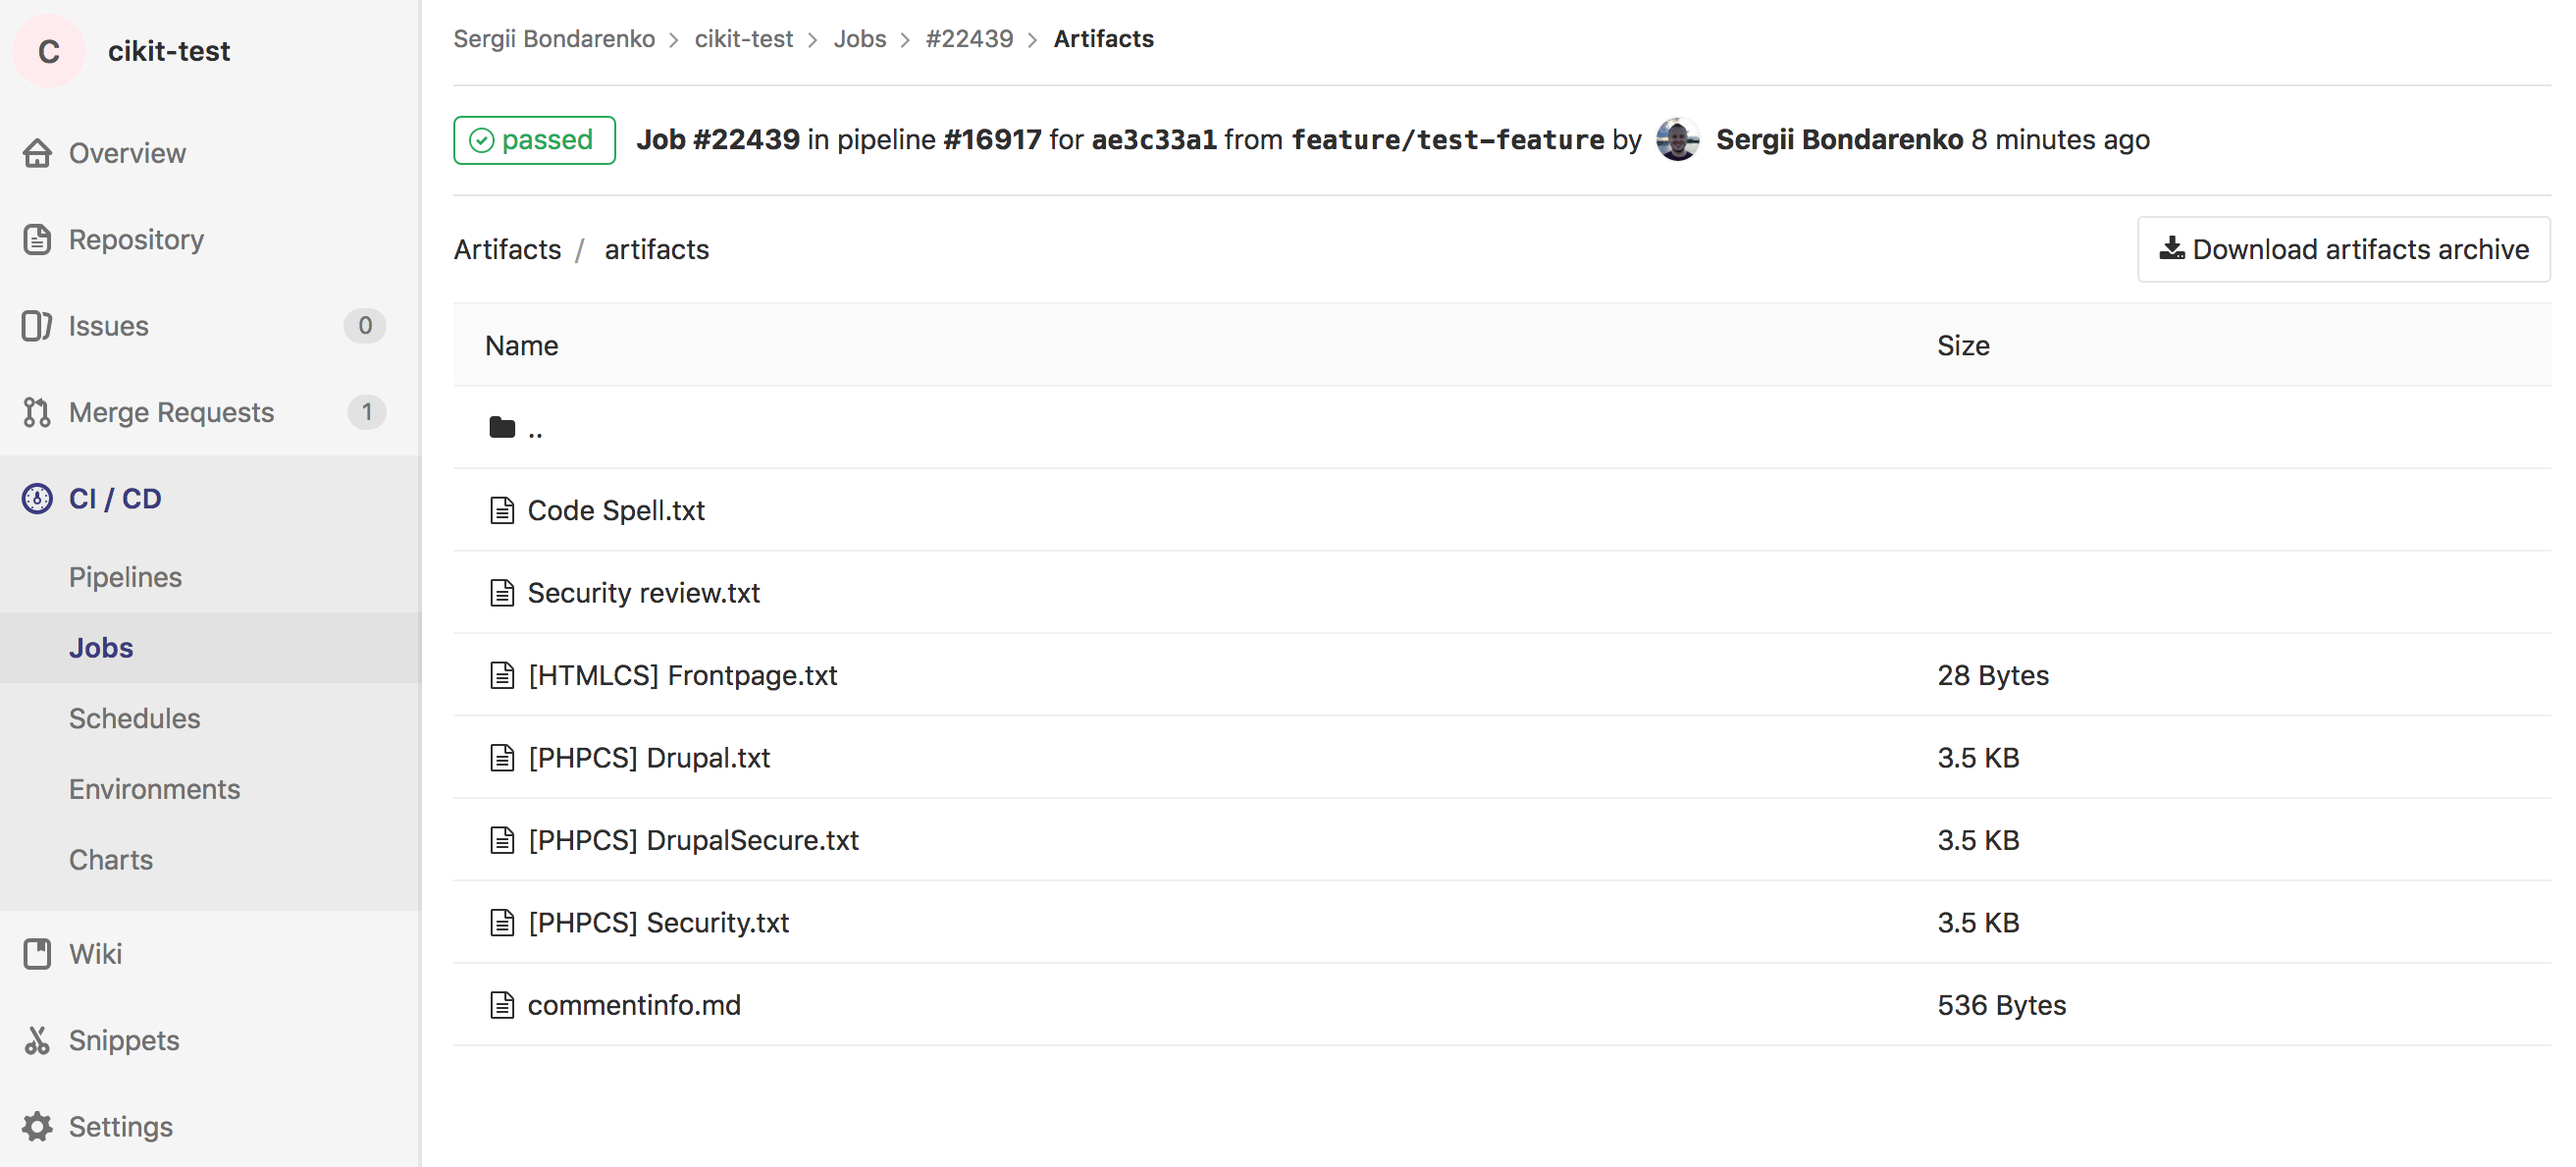 C cikit-test
Overview
Repository
Issues 0
Merge Requests 1
CI / CD
Pipelines
Jobs
Schedules
Environments
Charts
Wiki
Snippets
Settings
Sergii Bondarenko > cikit-test > Jobs > #22439 > Artifacts
passed Job #22439 in pipeline #16917 for ae3c33a1 from feature/test-feature by Sergii Bondarenko 8 minutes ago
Artifacts / artifacts
Download artifacts archive
Name Size
..
Code Spell.txt
Security review.txt
[HTMLCS] Frontpage.txt 28 Bytes
[PHPCS] Drupal.txt 3.5 KB
[PHPCS] DrupalSecure.txt 3.5 KB
[PHPCS] Security.txt 3.5 KB
commentinfo.md 536 Bytes